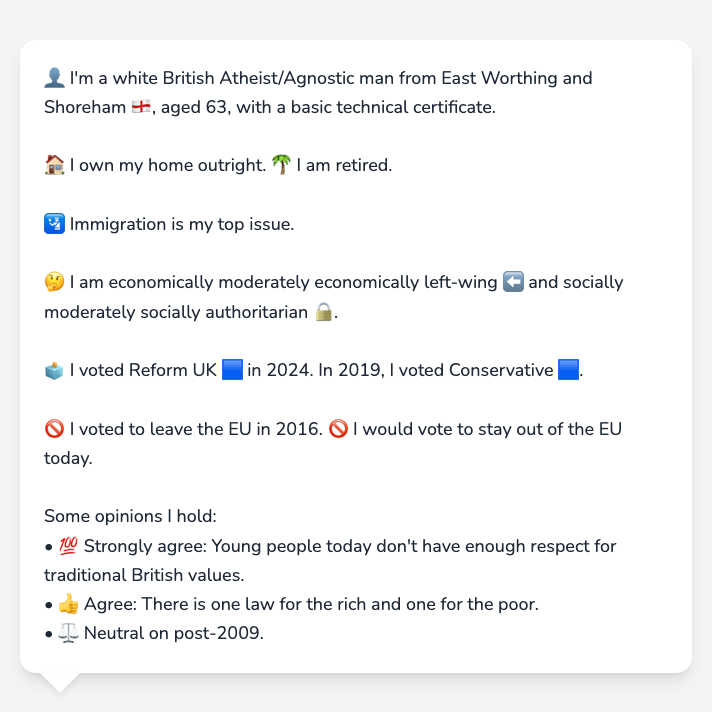 👤 I'm a white British Atheist/Agnostic man from East Worthing and
Shoreham 🏴󠁧󠁢󠁥󠁮󠁧󠁿, aged 63, with a basic technical certificate.
🏠 I own my home outright. 🌴 I am retired.
🛂 Immigration is my top issue.
🤔 I am economically moderately economically left-wing ⬅️ and socially
moderately socially authoritarian 🔒.
🗳️ I voted Reform UK 🟦 in 2024. In 2019, I voted Conservative 🟦.
🚫 I voted to leave the EU in 2016. 🚫 I would vote to stay out of the EU
today.
Some opinions I hold:
• 💯 Strongly agree: Young people today don't have enough respect for
traditional British values.
• 👍 Agree: There is one law for the rich and one for the poor.
• ⚖️ Neutral on post-2009.